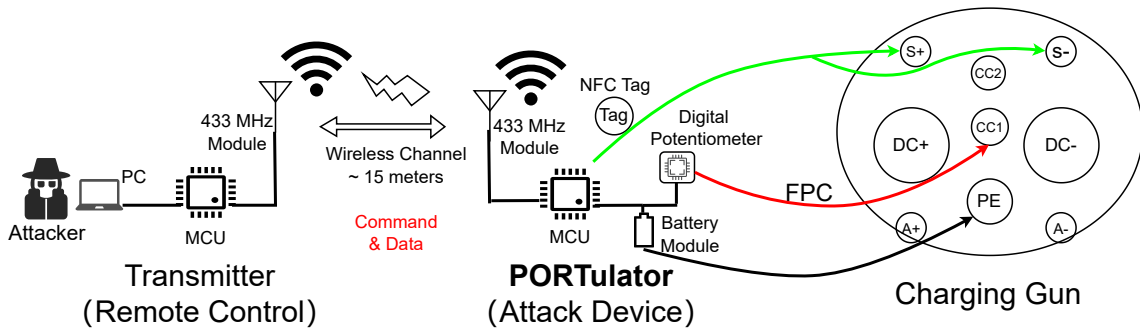 Attacker
PC
MCU
433 MHz
Module
Transmitter
(Remote Control)
Wireless Channel
~ 15 meters
Command
& Data
433 MHz
Module
NFC Tag
Tag
MCU
Digital
Potentiometer
Battery
Module
FPC
PORTulator
(Attack Device)
S+
S-
CC2
CC1
DC+
DC-
PE
A+
A-
Charging Gun